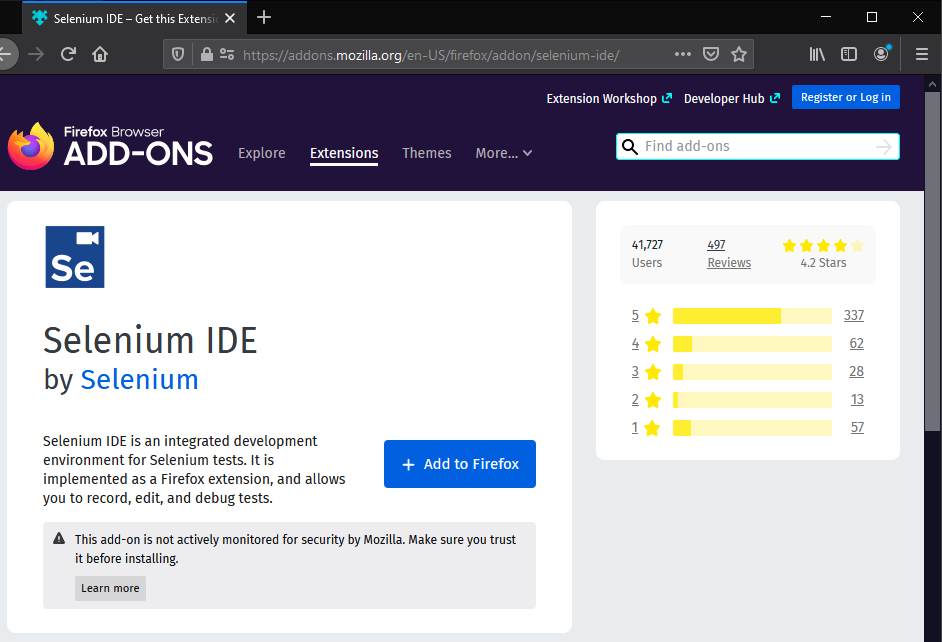 Selenium IDE – Get this Extensio
https://addons.mozilla.org/en-US/firefox/addon/selenium-ide/
Extension Workshop
Developer Hub
Register or Log in
Firefox Browser
ADD-ONS
Explore
Extensions
Themes
More...
Find add-ons
Se
Selenium IDE
by Selenium
Selenium IDE is an integrated development
environment for Selenium tests. It is
implemented as a Firefox extension, and allows
you to record, edit, and debug tests.
+ Add to Firefox
This add-on is not actively monitored for security by Mozilla. Make sure you trust
it before installing.
Learn more
41,727
Users
497
Reviews
4.2 Stars
5 337
4 62
3 28
2 13
1 57